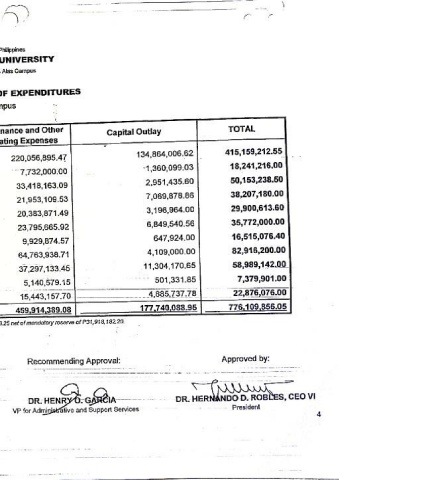 Philippines
UNIVERSITY
Alas Campus
OF EXPENDITURES
mpus
nance and Other
ating Expenses Capital Outlay TOTAL
220,056,895.47 134,864,006.62 415,159,212.55
7,732,000.00 1,360,099.03 18,241,216.00
33,418,163.09 2,951,435.60 50,153,238.50
21,953,109.53 7,069,878.86 38,207,180.00
20,383,871.49 3,196,964.00 29,900,613.60
23,795,665.92 6,849,540.56 35,772,000.00
9,929,874.57 647,924.00 16,515,076.40
64,763,938.71 4,109,000.00 82,916,200.00
37,297,133.45 11,304,170.65 58,989,142.00
5,140,579.15 501,331.85 7,379,901.00
15,443,157.70 4,885,737.78 22,876,076.00
459,914,389.08 177,740,088.95 776,109,856.05
3.25 net of mandatory reserve of P31,918,182.20.
Recommending Approval: Approved by:
DR. HENRY D. GARCIA DR. HERNANDO D. ROBLES, CEO VI
VP for Administrative and Support Services President
4